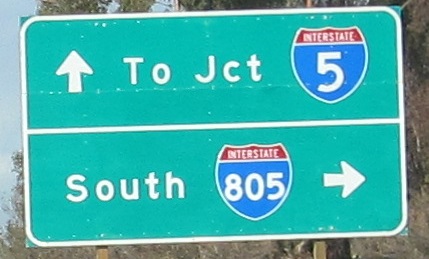 To Jct INTERSTATE 5
South INTERSTATE 805